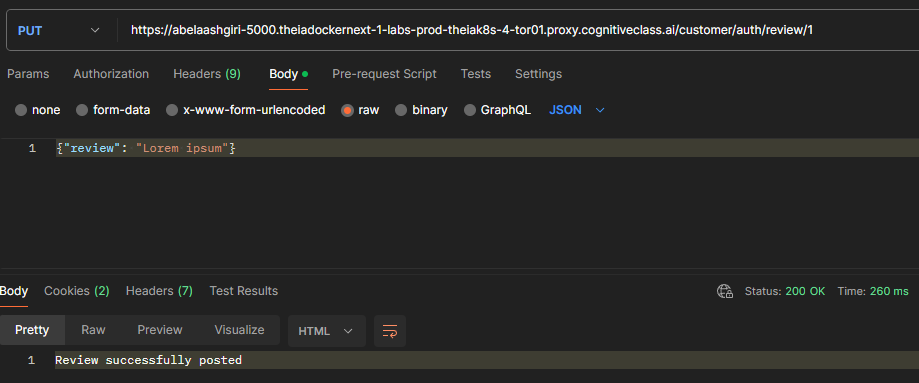 PUT https://abelaashgiri-5000.theiadockernext-1-labs-prod-theiak8s-4-tor01.proxy.cognitiveclass.ai/customer/auth/review/1
Params Authorization Headers (9) Body Pre-request Script Tests Settings
none form-data x-www-form-urlencoded raw binary GraphQL JSON
1 {"review": "Lorem ipsum"}
Body Cookies (2) Headers (7) Test Results Status: 200 OK Time: 260 ms
Pretty Raw Preview Visualize HTML
1 Review successfully posted